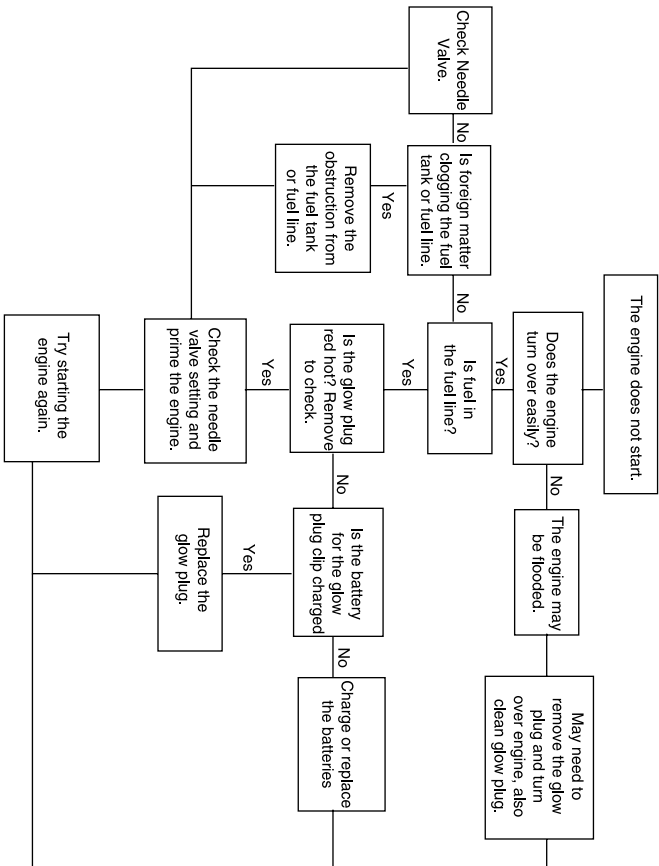 The engine does not start.
Does the engine
turn over easily?
No
The engine may
be flooded.
May need to
remove the glow
plug and turn
over engine, also
clean glow plug.
Yes
Is fuel in
the fuel line?
No
Is foreign matter
clogging the fuel
tank or fuel line.
No
Check Needle
Valve.
Yes
Remove the
obstruction from
the fuel tank
or fuel line.
Yes
Is the glow plug
red hot? Remove
to check.
No
Is the battery
for the glow
plug clip charged
No
Charge or replace
the batteries
Yes
Replace the
glow plug.
Yes
Check the needle
valve setting and
prime the engine.
Try starting the
engine again.